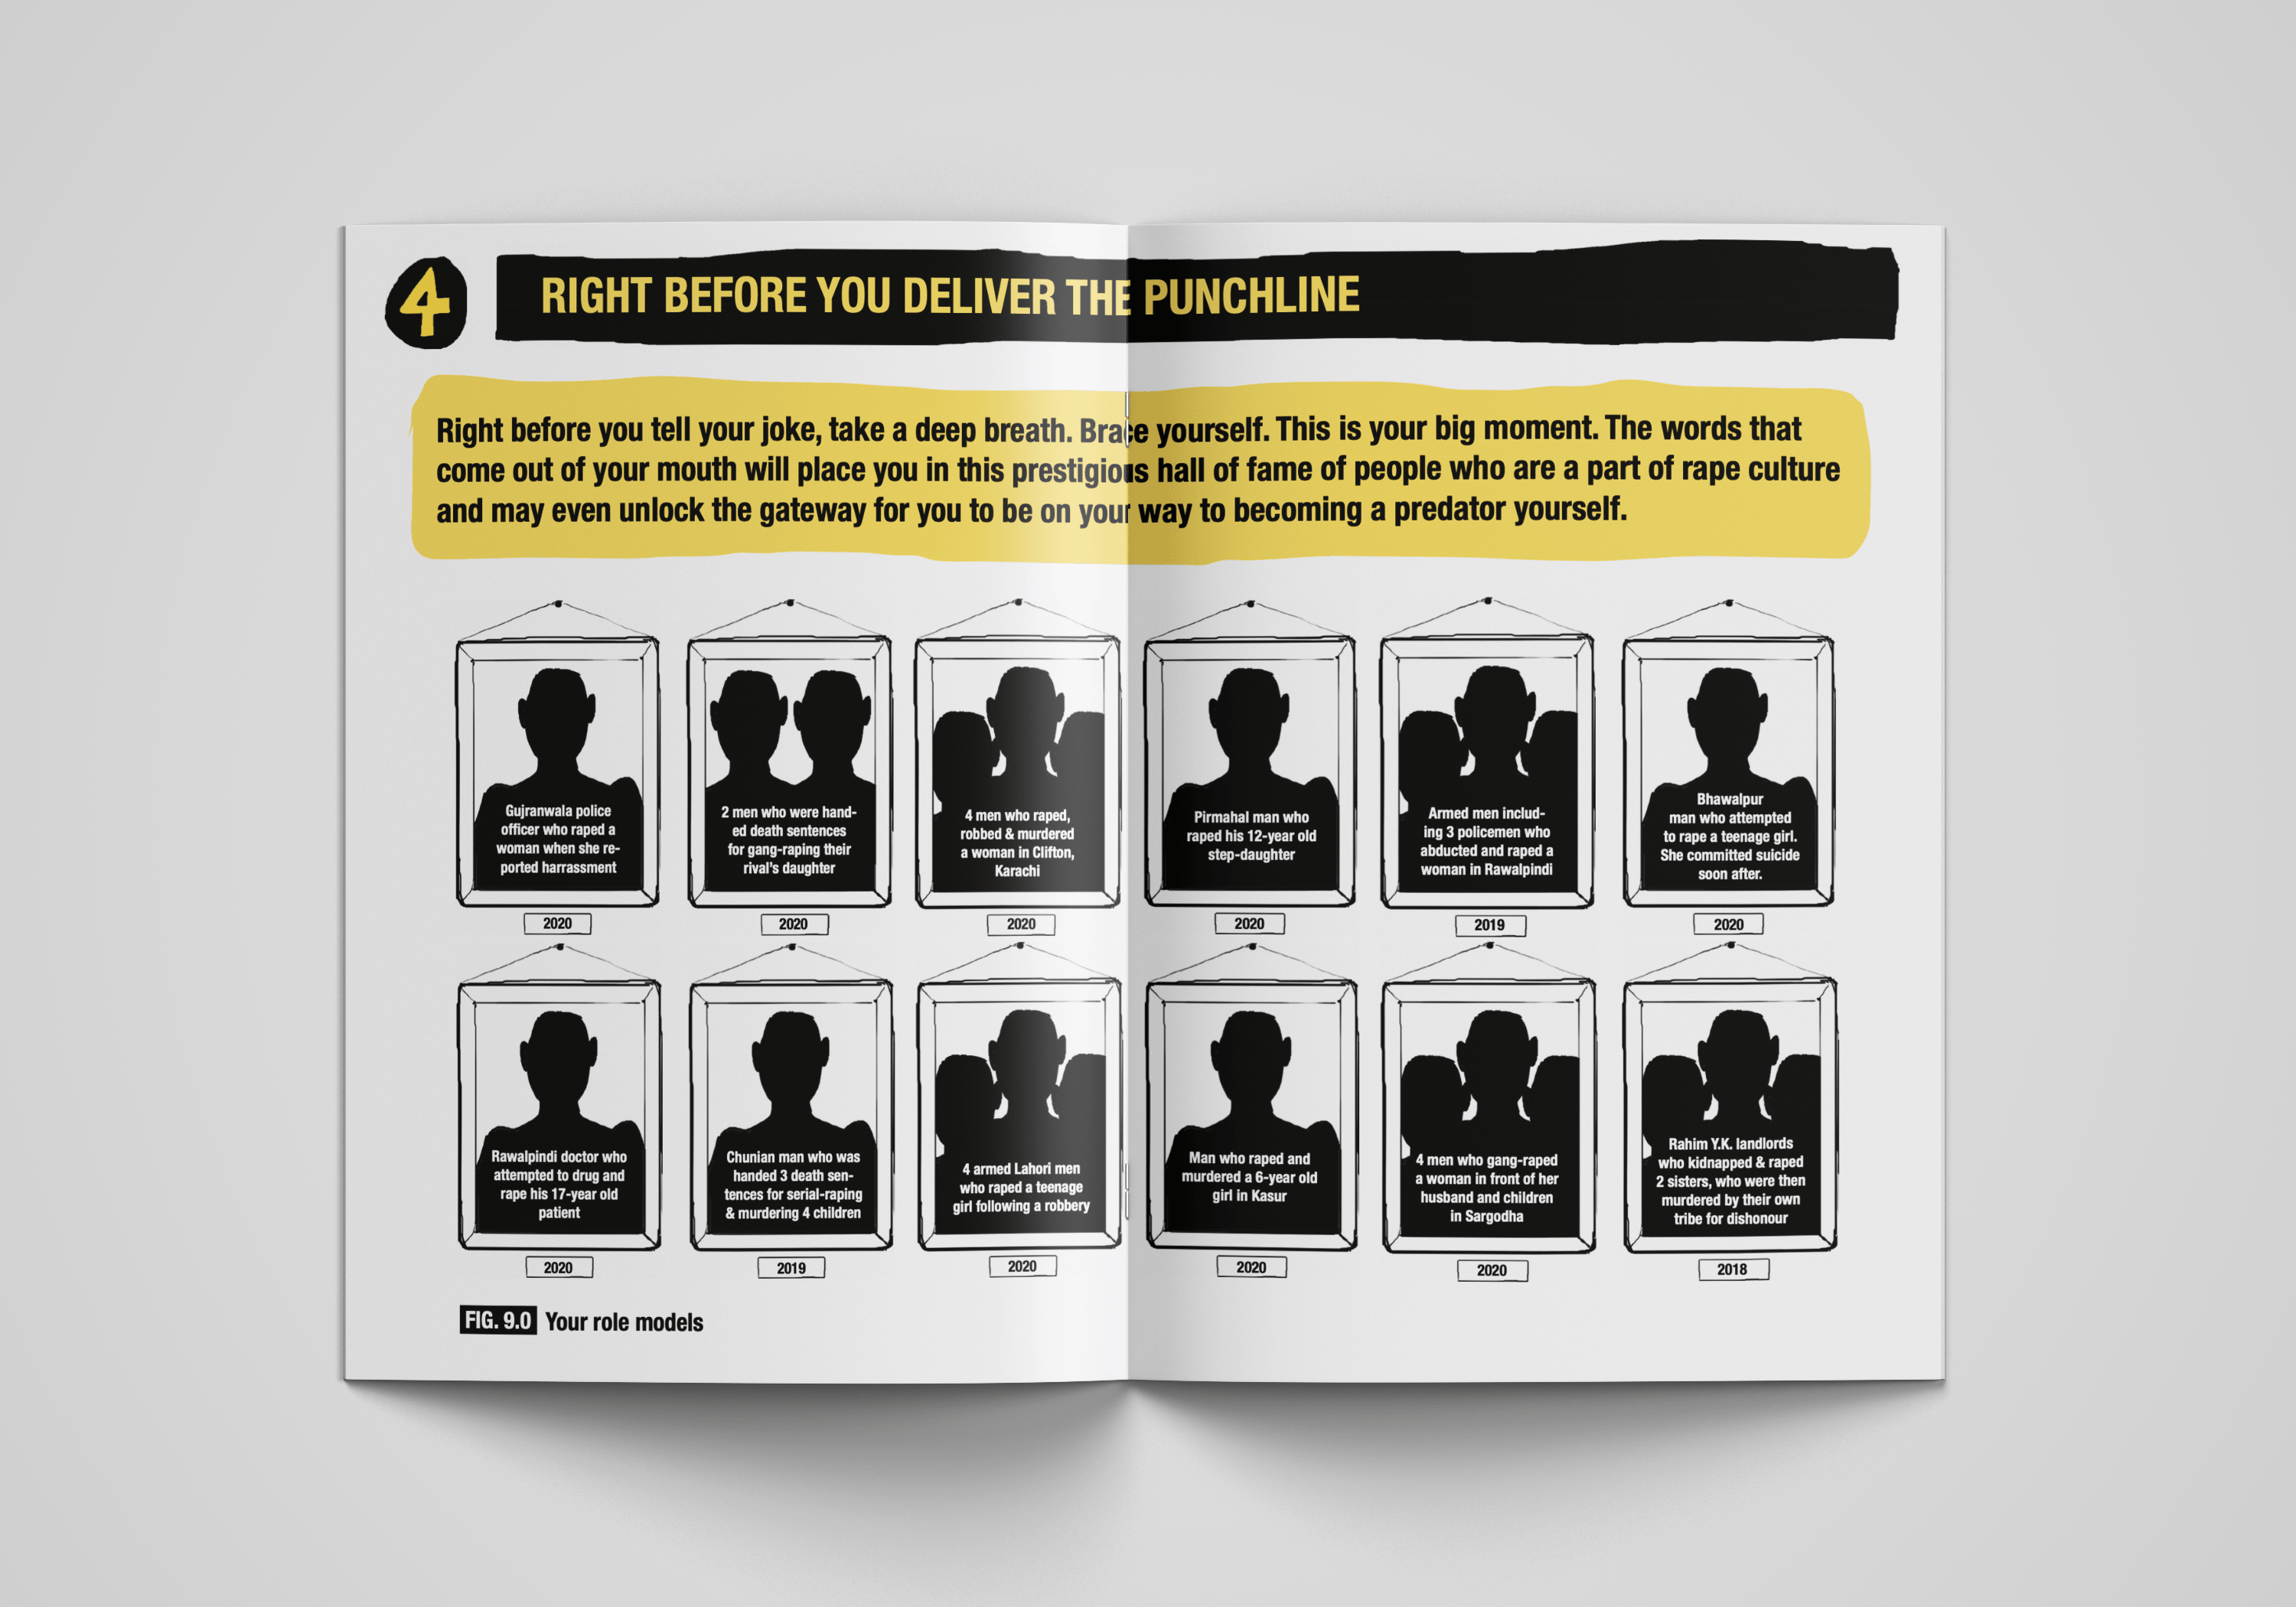 4
RIGHT BEFORE YOU DELIVER THE PUNCHLINE
Right before you tell your joke, take a deep breath. Brace yourself. This is your big moment. The words that
come out of your mouth will place you in this prestigious hall of fame of people who are a part of rape culture
and may even unlock the gateway for you to be on your way to becoming a predator yourself.
Gujranwala police
officer who raped a
woman when she re-
ported harrassment
2020
2 men who were hand-
ed death sentences
for gang-raping their
rival's daughter
2020
4 men who raped,
robbed & murdered
a woman in Clifton,
Karachi
2020
Pirmahal man who
raped his 12-year old
step-daughter
2020
Armed men includ-
ing 3 policemen who
abducted and raped a
woman in Rawalpindi
2019
Bhawalpur
man who attempted
to rape a teenage girl.
She committed suicide
soon after.
2020
Rawalpindi doctor who
attempted to drug and
rape his 17-year old
patient
2020
Chunian man who was
handed 3 death sen-
tences for serial-raping
& murdering 4 children
2019
4 armed Lahori men
who raped a teenage
girl following a robbery
2020
Man who raped and
murdered a 6-year old
girl in Kasur
2020
4 men who gang-raped
a woman in front of her
husband and children
in Sargodha
2020
Rahim Y.K. landlords
who kidnapped & raped
2 sisters, who were then
murdered by their own
tribe for dishonour
2018
FIG. 9.0 Your role models